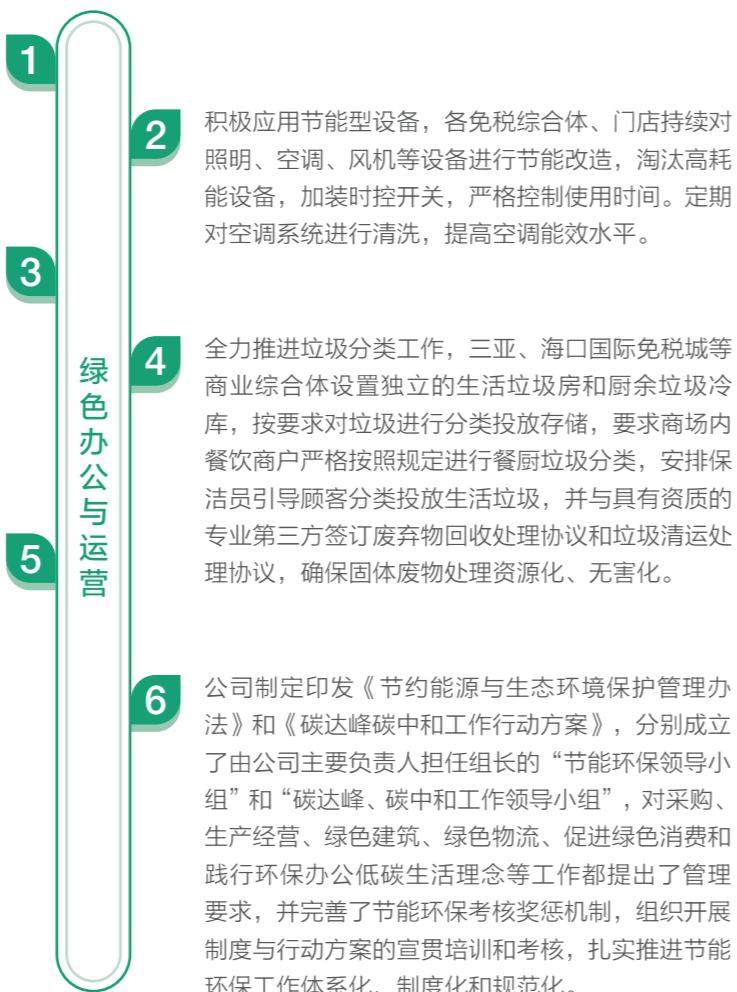 1
2
积极应用节能型设备，各免税综合体、门店持续对
照明、空调、风机等设备进行节能改造，淘汰高耗
能设备，加装时控开关，严格控制使用时间。定期
对空调系统进行清洗，提高空调能效水平。
3
绿色办公与运营
4
全力推进垃圾分类工作，三亚、海口国际免税城等
商业综合体设置独立的生活垃圾房和厨余垃圾冷
库，按要求对垃圾进行分类投放存储，要求商场内
餐饮商户严格按照规定进行餐厨垃圾分类，安排保
洁员引导顾客分类投放生活垃圾，并与具有资质的
专业第三方签订废弃物回收处理协议和垃圾清运处
理协议，确保固体废物处理资源化、无害化。
5
6
公司制定印发《节约能源与生态环境保护管理办
法》和《碳达峰碳中和工作行动方案》，分别成立
了由公司主要负责人担任组长的“节能环保领导小
组”和“碳达峰、碳中和工作领导小组”，对采购、
生产经营、绿色建筑、绿色物流、促进绿色消费和
践行环保办公低碳生活理念等工作都提出了管理
要求，并完善了节能环保考核奖惩机制，组织开展
制度与行动方案的宣贯培训和考核，扎实推进节能
环保工作体系化、制度化和规范化。